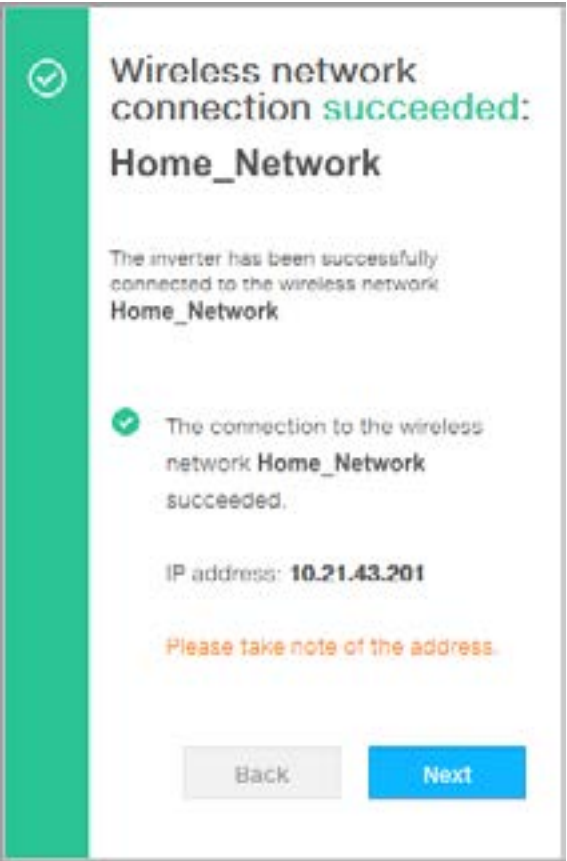 Wireless network
connection succeeded:
Home_Network
The inverter has been successfully
connected to the wireless network
Home_Network
The connection to the wireless
network Home_Network
succeeded.
IP address: 10.21.43.201
Please take note of the address.
Back
Next